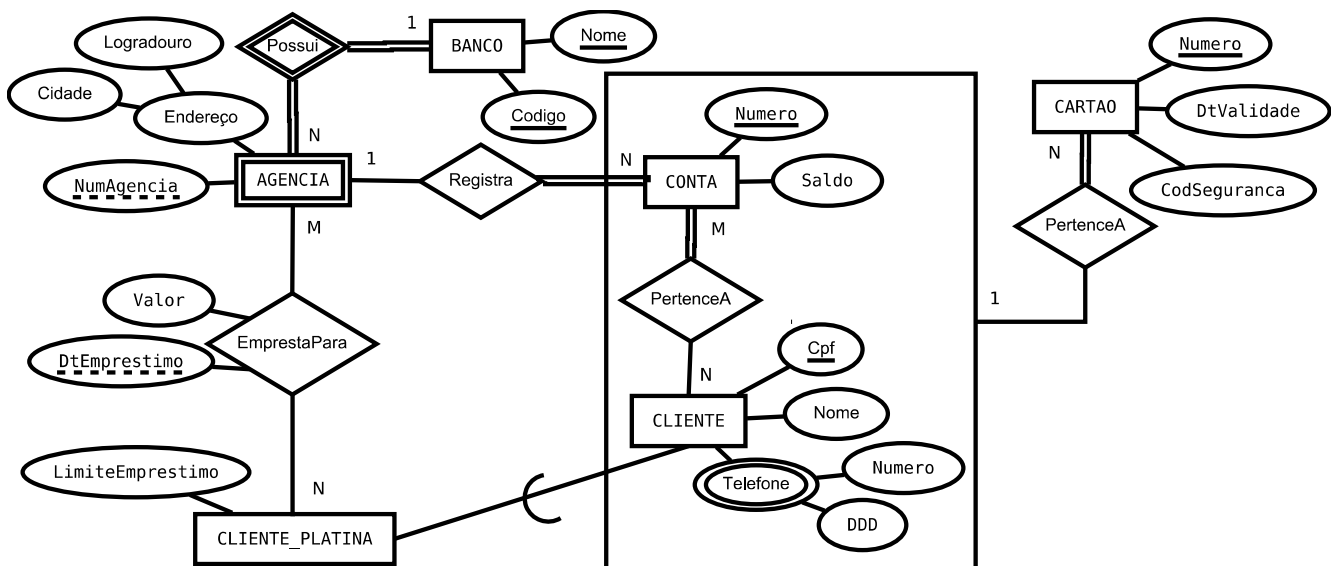 1
Possui
BANCO
Nome
Logradouro
Cidade
Endereço
Codigo
N
NumAgencia
AGENCIA
1
Registra
N
Numero
CONTA
Saldo
M
PertenceA
N
Numero
CARTAO
DtValidade
N
CodSeguranca
PertenceA
1
M
Valor
EmprestaPara
DtEmprestimo
N
Cpf
CLIENTE
Nome
Telefone
Numero
DDD
LimiteEmprestimo
CLIENTE_PLATINA